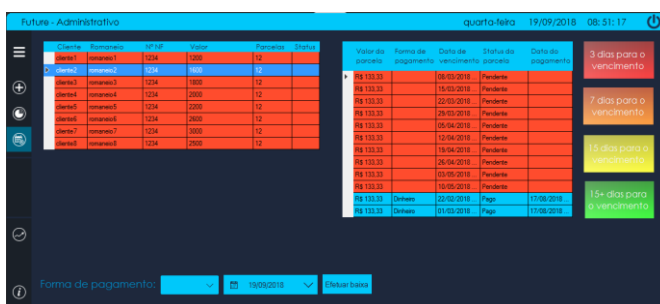 Future - Administrativo quarta-feira 19/09/2018 08:51:17
Cliente Romaneio Nº NF Valor Parcelas Status
cliente1 romaneio1 1234 1200 12
cliente2 romaneio2 1234 1600 12
cliente3 romaneio3 1234 1800 12
cliente4 romaneio4 1234 2000 12
cliente5 romaneio5 1234 2200 12
cliente6 romaneio6 1234 2600 12
cliente7 romaneio7 1234 3000 12
cliente8 romaneio8 1234 2500 12
Valor da parcela Forma de pagamento Data de vencimento Status da parcela Data do pagamento
R$ 133,33 08/03/2018 ... Pendente
R$ 133,33 15/03/2018 ... Pendente
R$ 133,33 22/03/2018 ... Pendente
R$ 133,33 29/03/2018 ... Pendente
R$ 133,33 05/04/2018 ... Pendente
R$ 133,33 12/04/2018 ... Pendente
R$ 133,33 19/04/2018 ... Pendente
R$ 133,33 26/04/2018 ... Pendente
R$ 133,33 03/05/2018 ... Pendente
R$ 133,33 10/05/2018 ... Pendente
R$ 133,33 Dinheiro 22/02/2018 ... Pago 17/08/2018 ...
R$ 133,33 Dinheiro 01/03/2018 ... Pago 17/08/2018 ...
3 dias para o
vencimento
7 dias para o
vencimento
15 dias para o
vencimento
15+ dias para
o vencimento
Forma de pagamento: 19/09/2018 Efetuar baixa